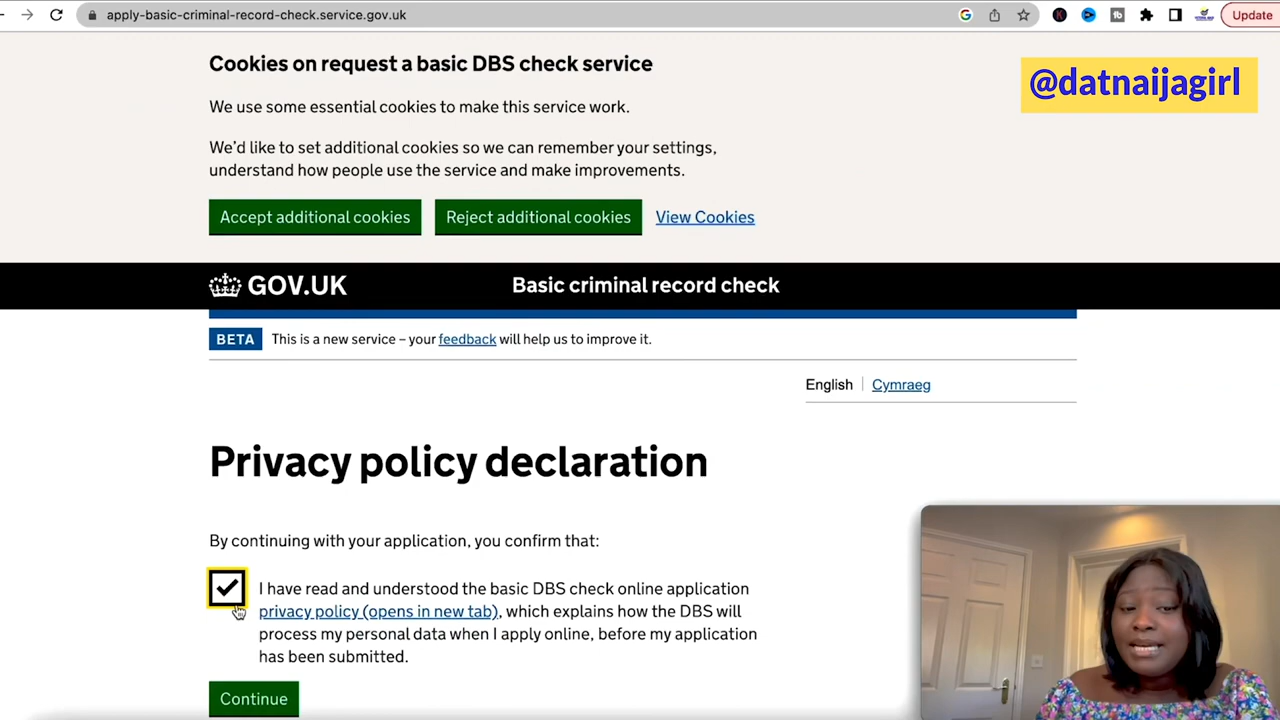 apply-basic-criminal-record-check.service.gov.uk
Update
Cookies on request a basic DBS check service
@datnaijagirl
We use some essential cookies to make this service work.
We'd like to set additional cookies so we can remember your settings,
understand how people use the service and make improvements.
Accept additional cookies
Reject additional cookies
View Cookies
GOV.UK
Basic criminal record check
BETA
This is a new service – your feedback will help us to improve it.
English
Cymraeg
Privacy policy declaration
By continuing with your application, you confirm that:
I have read and understood the basic DBS check online application
privacy policy (opens in new tab), which explains how the DBS will
process my personal data when I apply online, before my application
has been submitted.
Continue